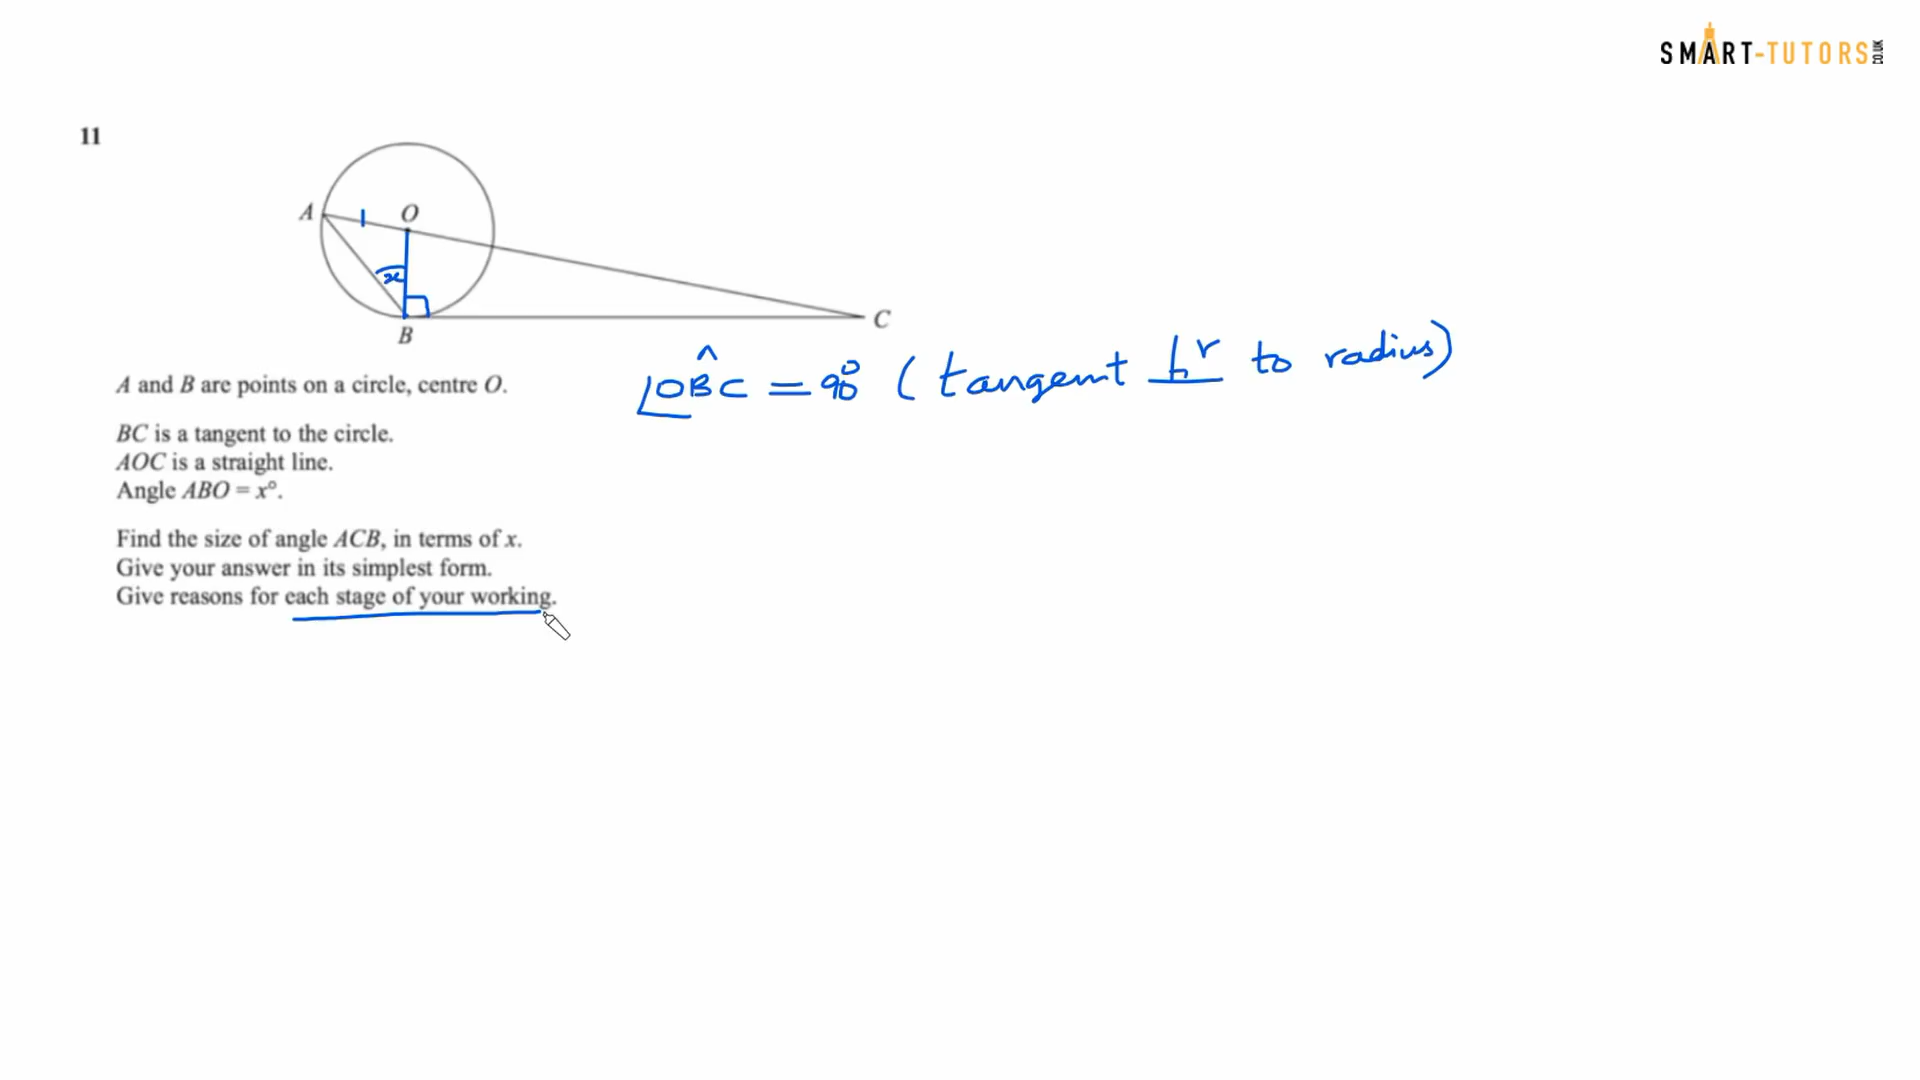 SMART-TUTORS.CO.UK
11
A
O
x
B
C
∠OB̂C = 90° ( tangent ⊥r to radius)
A and B are points on a circle, centre O.
BC is a tangent to the circle.
AOC is a straight line.
Angle ABO = x°.
Find the size of angle ACB, in terms of x.
Give your answer in its simplest form.
Give reasons for each stage of your working.